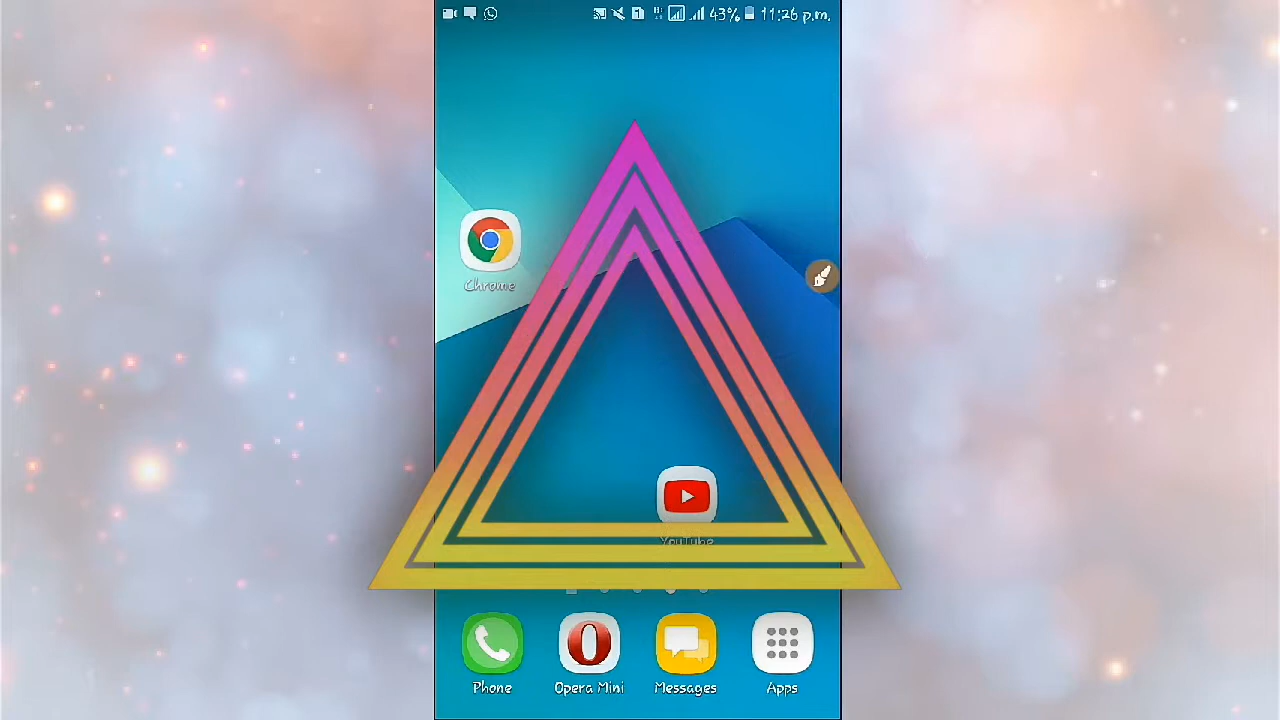 43% 11:26 p.m.
Chrome
YouTube
Phone
Opera Mini
Messages
Apps